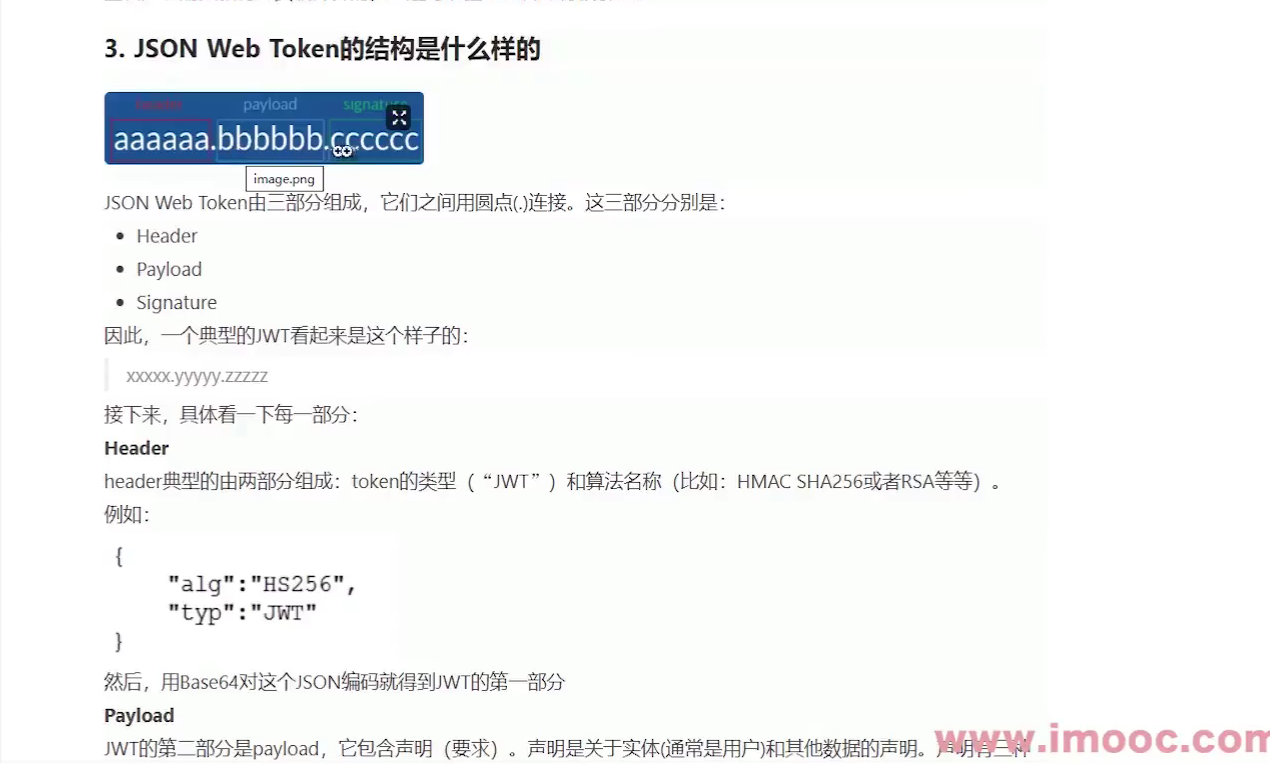 3. JSON Web Token的结构是什么样的
header payload signature
aaaaaa.bbbbbb.cccccc
image.png
JSON Web Token由三部分组成，它们之间用圆点(.)连接。这三部分分别是：
Header
Payload
Signature
因此，一个典型的JWT看起来是这个样子的：
xxxxx.yyyyy.zzzzz
接下来，具体看一下每一部分：
Header
header典型的由两部分组成：token的类型（“JWT”）和算法名称（比如：HMAC SHA256或者RSA等等）。
例如：
{
"alg":"HS256",
"typ":"JWT"
}
然后，用Base64对这个JSON编码就得到JWT的第一部分
Payload
JWT的第二部分是payload，它包含声明（要求）。声明是关于实体(通常是用户)和其他数据的声明。声明有三种
www.imooc.com